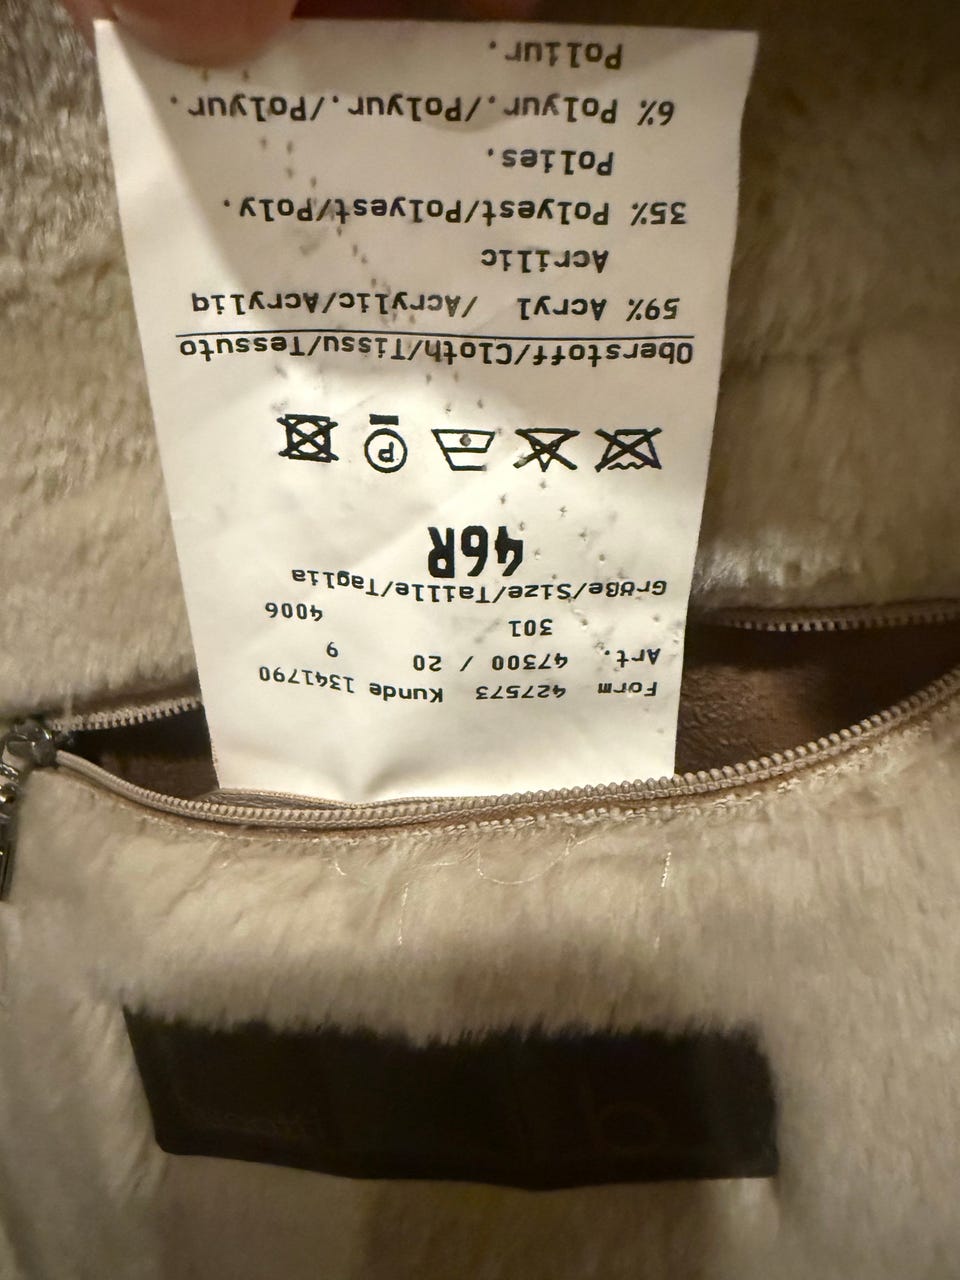 Form 427573 Kunde 1341790
Art. 47300 / 20 9
301 4006
Größe/Size/Taille/Taglia
46R
P
Oberstoff/Cloth/Tissu/Tessuto
59% Acryl /Acrylic/Acryliq
Acrilic
35% Polyest/Polyest/Poly.
Polies.
6% Polyur./Polyur./Polyur.
Poliur.